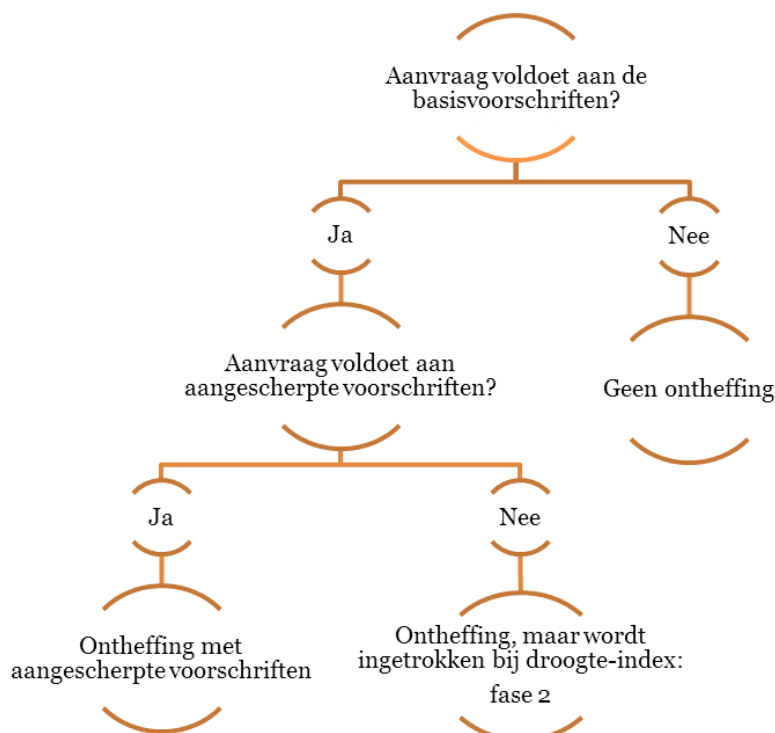 Aanvraag voldoet aan de
basisvoorschriften?
Ja
Nee
Aanvraag voldoet aan
aangescherpte voorschriften?
Geen ontheffing
Ja
Nee
Ontheffing met
aangescherpte voorschriften
Ontheffing, maar wordt
ingetrokken bij droogte-index:
fase 2